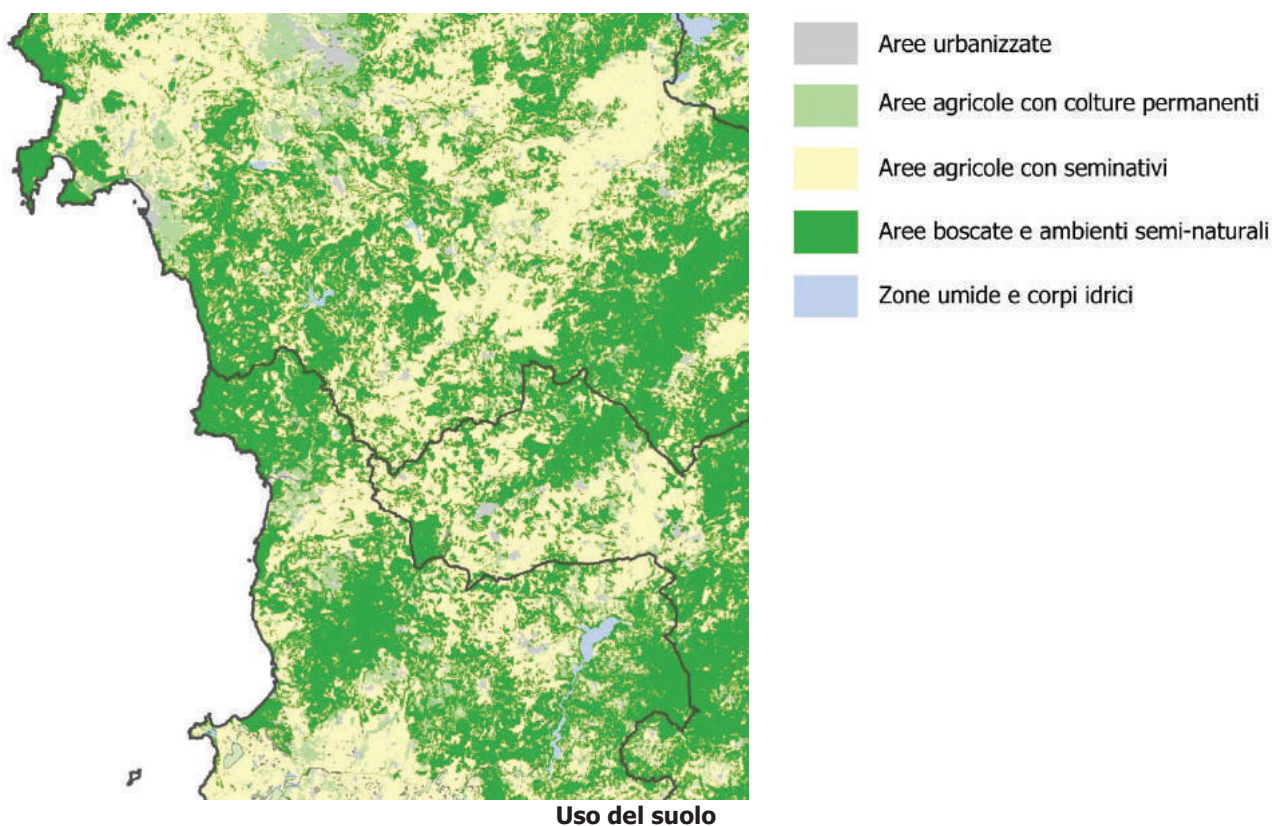 Aree urbanizzate
Aree agricole con colture permanenti
Aree agricole con seminativi
Aree boscate e ambienti semi-naturali
Zone umide e corpi idrici
Uso del suolo